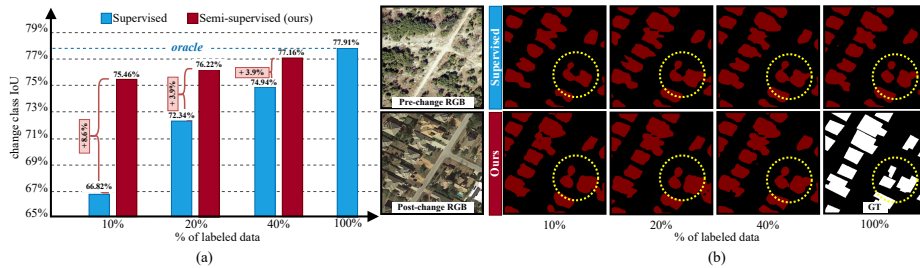 Supervised
Semi-supervised (ours)
79%
77%
75%
73%
71%
69%
67%
65%
change class IoU
oracle
66.82%
75.46%
+8.6%
72.34%
76.22%
+ 3.9%
74.94%
77.16%
+ 3.9%
77.91%
10%
20%
40%
100%
% of labeled data
(a)
Pre-change RGB
Post-change RGB
Supervised
Ours
GT
10%
20%
40%
100%
% of labeled data
(b)